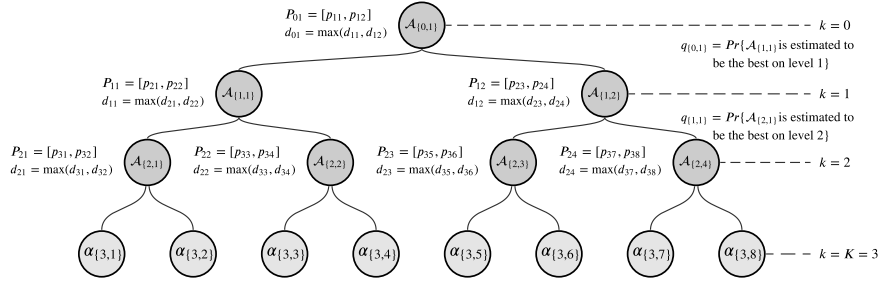 P₀₁ = [p₁₁, p₁₂]
d₀₁ = max(d₁₁, d₁₂)
𝒜{0,1}
k = 0
q{0,1} = Pr{𝒜{1,1} is estimated to
be the best on level 1}
P₁₁ = [p₂₁, p₂₂]
d₁₁ = max(d₂₁, d₂₂)
𝒜{1,1}
P₁₂ = [p₂₃, p₂₄]
d₁₂ = max(d₂₃, d₂₄)
𝒜{1,2}
k = 1
q{1,1} = Pr{𝒜{2,1} is estimated to
be the best on level 2}
P₂₁ = [p₃₁, p₃₂]
d₂₁ = max(d₃₁, d₃₂)
𝒜{2,1}
P₂₂ = [p₃₃, p₃₄]
d₂₂ = max(d₃₃, d₃₄)
𝒜{2,2}
P₂₃ = [p₃₅, p₃₆]
d₂₃ = max(d₃₅, d₃₆)
𝒜{2,3}
P₂₄ = [p₃₇, p₃₈]
d₂₄ = max(d₃₇, d₃₈)
𝒜{2,4}
k = 2
α{3,1}
α{3,2}
α{3,3}
α{3,4}
α{3,5}
α{3,6}
α{3,7}
α{3,8}
k = K = 3